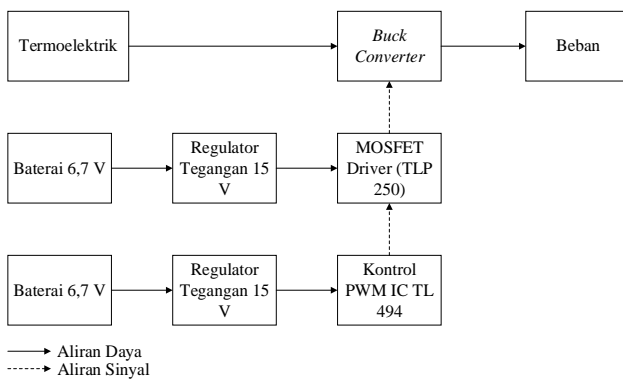 Termoelektrik
Buck
Converter
Beban
Baterai 6,7 V
Regulator
Tegangan 15
V
MOSFET
Driver (TLP
250)
Baterai 6,7 V
Regulator
Tegangan 15
V
Kontrol
PWM IC TL
494
Aliran Daya
Aliran Sinyal